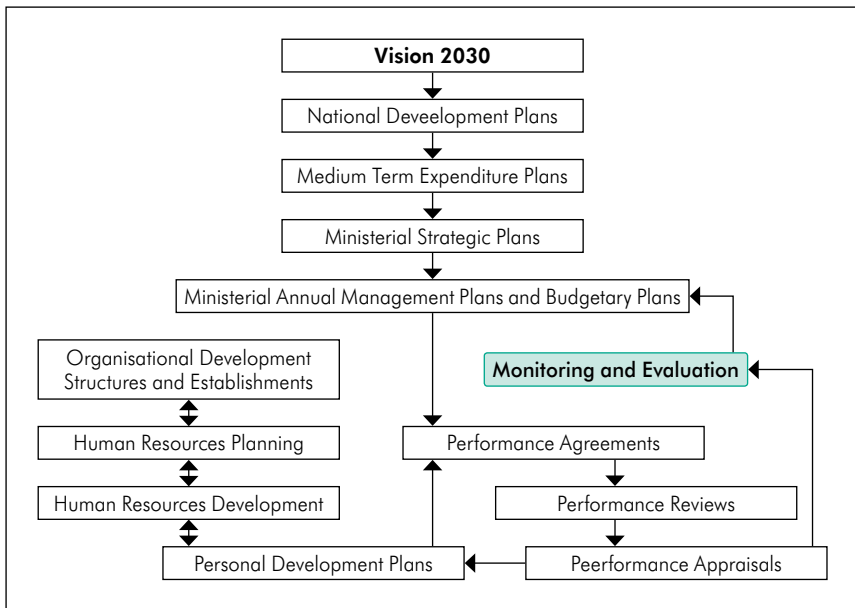 Vision 2030
National Deveelopment Plans
Medium Term Expenditure Plans
Ministerial Strategic Plans
Ministerial Annual Management Plans and Budgetary Plans
Organisational Development
Structures and Establishments
Monitoring and Evaluation
Human Resources Planning
Performance Agreements
Human Resources Development
Performance Reviews
Personal Development Plans
Peerformance Appraisals